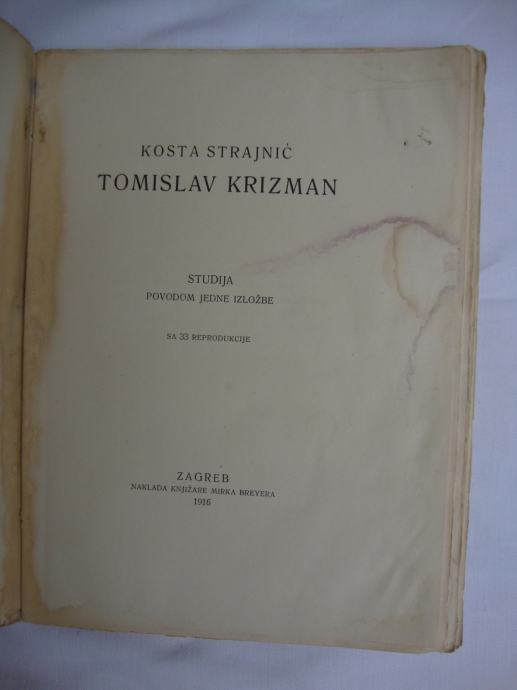 KOSTA STRAJNIĆ
TOMISLAV KRIZMAN
STUDIJA
POVODOM JEDNE IZLOŽBE
SA 33 REPRODUKCIJE
ZAGREB
NAKLADA KNJIŽARE MIRKA BREYERA
1916